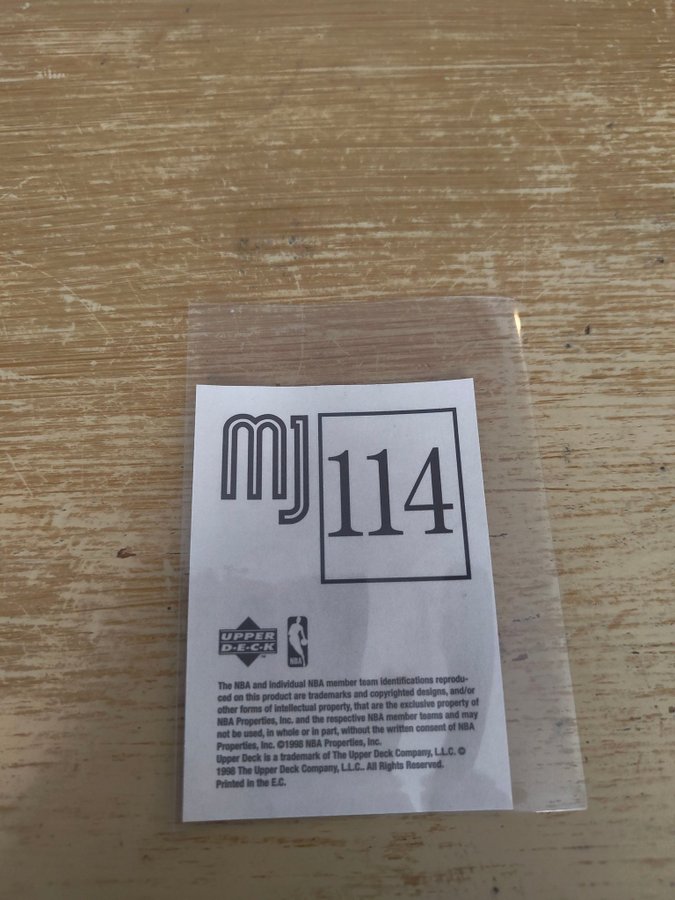 MJ
114
UPPER
D·E·C·K
TM
NBA
The NBA and individual NBA member team identifications reprodu-
ced on this product are trademarks and copyrighted designs, and/or
other forms of intellectual property, that are the exclusive property of
NBA Properties, Inc. and the respective NBA member teams and may
not be used, in whole or in part, without the written consent of NBA
Properties, Inc. ©1998 NBA Properties, Inc.
Upper Deck is a trademark of The Upper Deck Company, L.L.C. ©
1998 The Upper Deck Company, L.L.C.. All Rights Reserved.
Printed in the E.C.